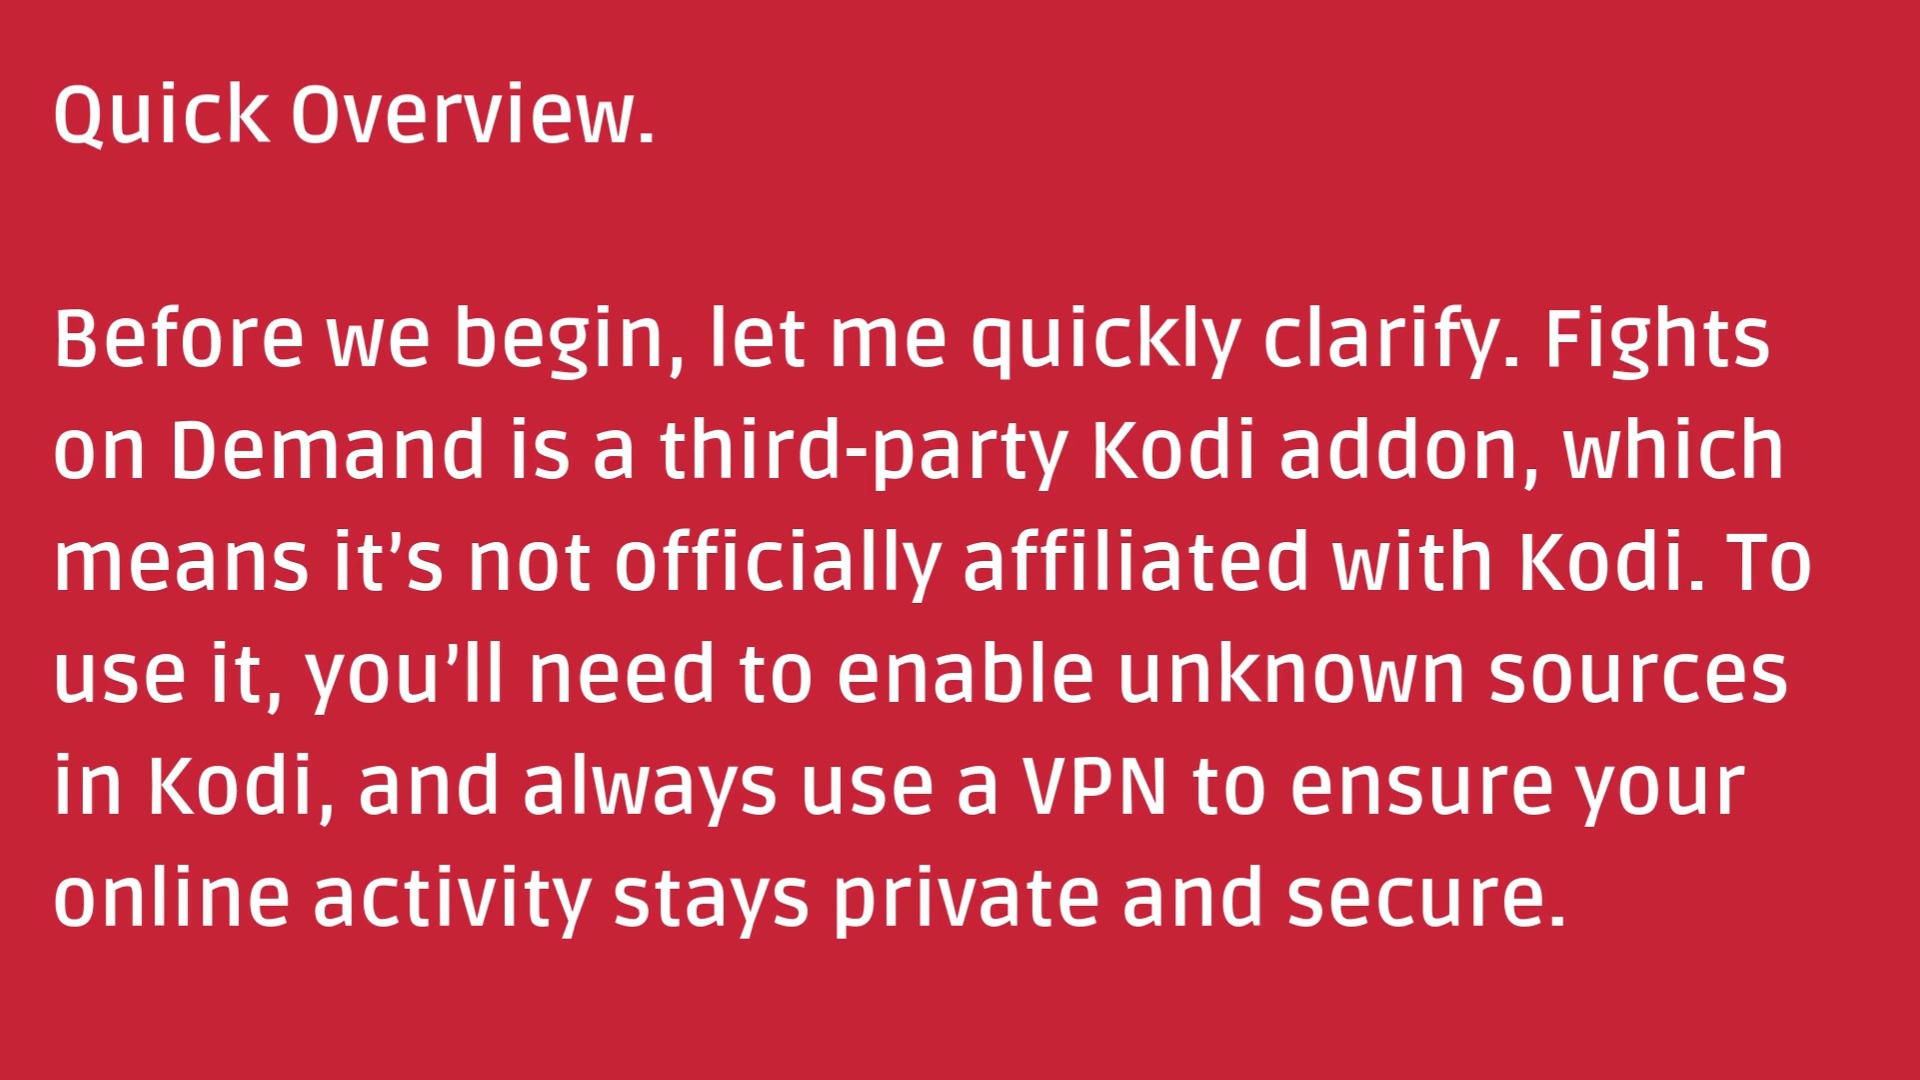 Quick Overview.
Before we begin, let me quickly clarify. Fights
on Demand is a third-party Kodi addon, which
means it’s not officially affiliated with Kodi. To
use it, you’ll need to enable unknown sources
in Kodi, and always use a VPN to ensure your
online activity stays private and secure.